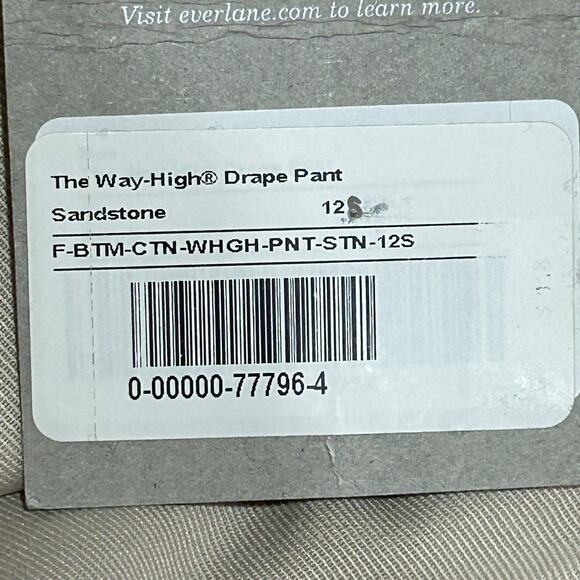 Visit everlane.com to learn more.
The Way-High® Drape Pant
Sandstone 12S
F-BTM-CTN-WHGH-PNT-STN-12S
0-00000-77796-4